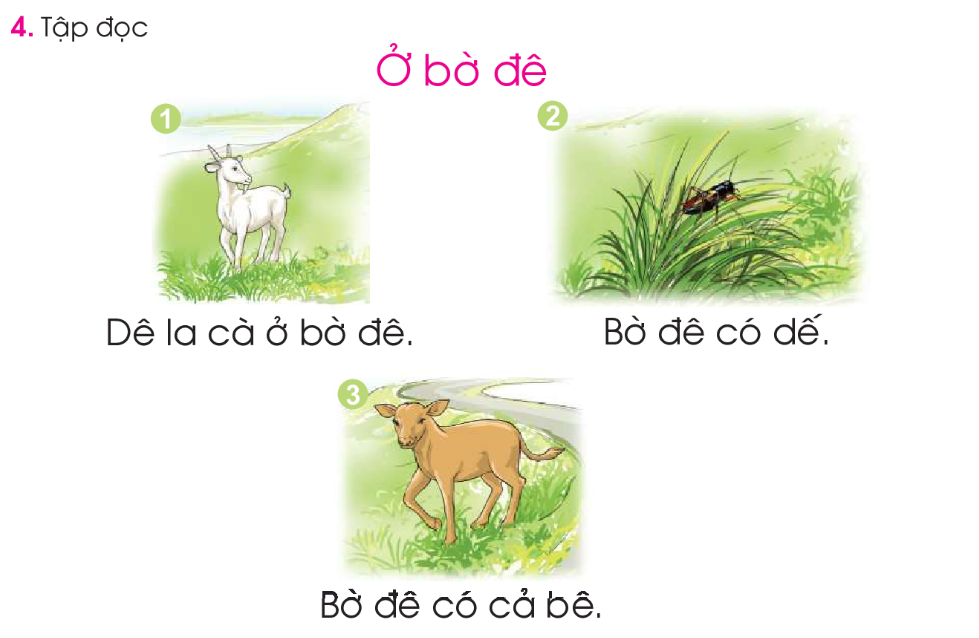 4. Tập đọc
Ở bờ đê
1
2
Dê la cà ở bờ đê.
Bờ đê có dế.
3
Bờ đê có cả bê.